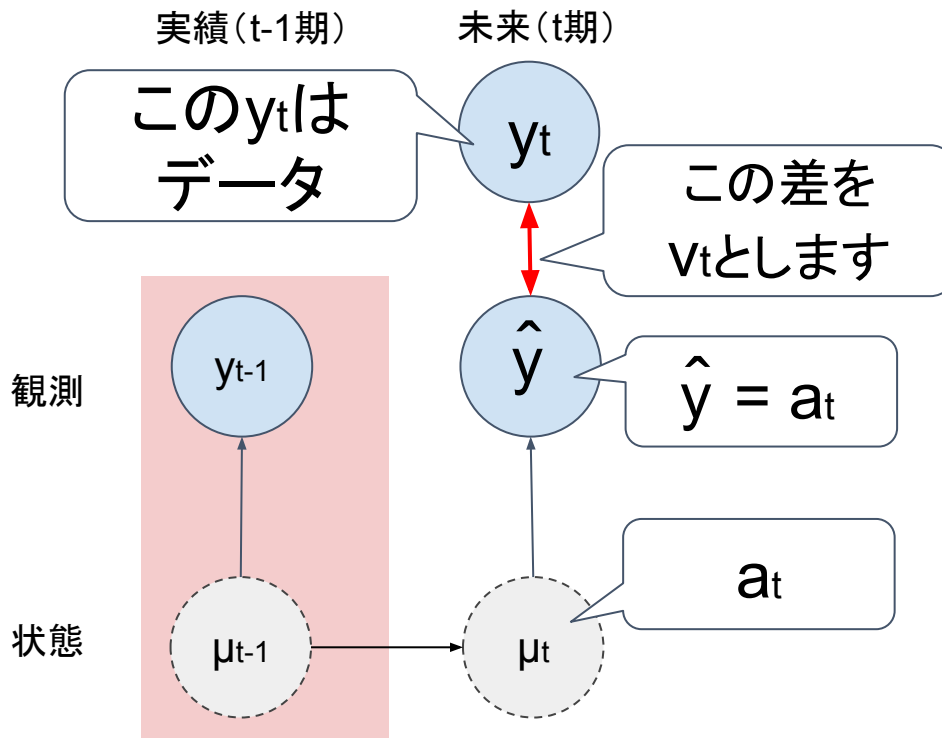 実績（t-1期）
未来（t期）
このytは
データ
yt
この差を
vtとします
観測
yt-1
ŷ
ŷ = at
状態
μt-1
μt
at